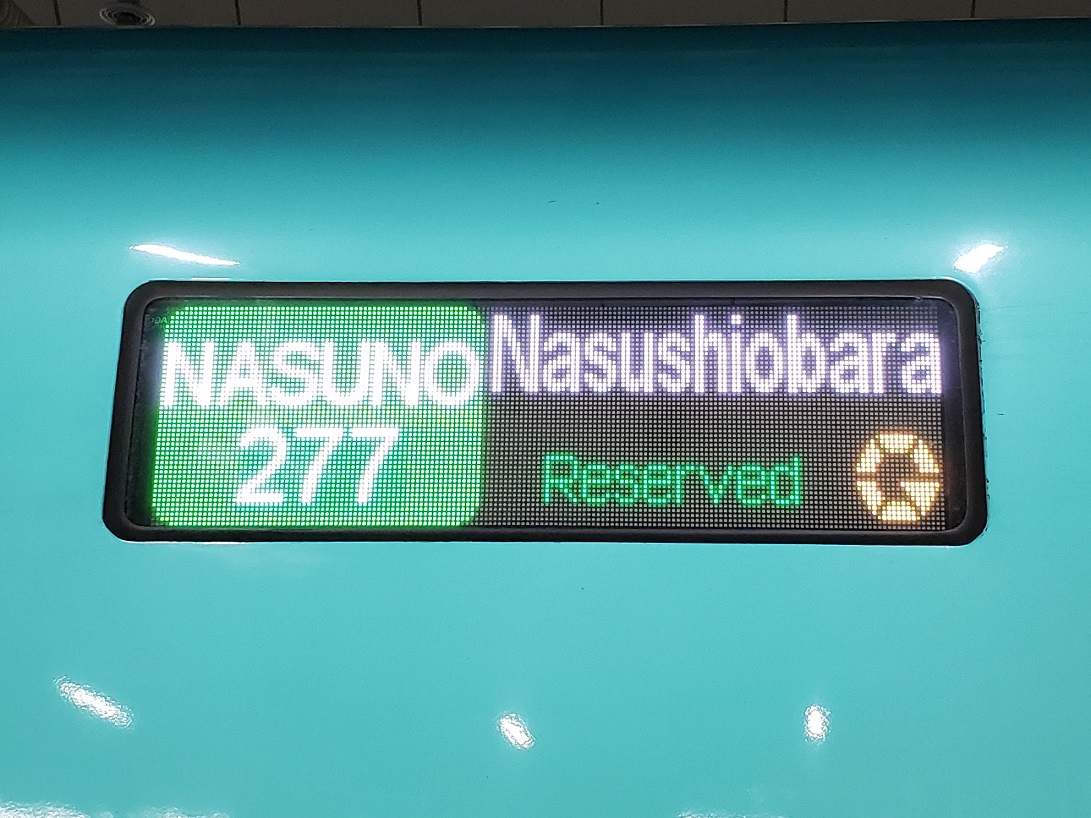 NASUNO
277
Nasushiobara
Reserved